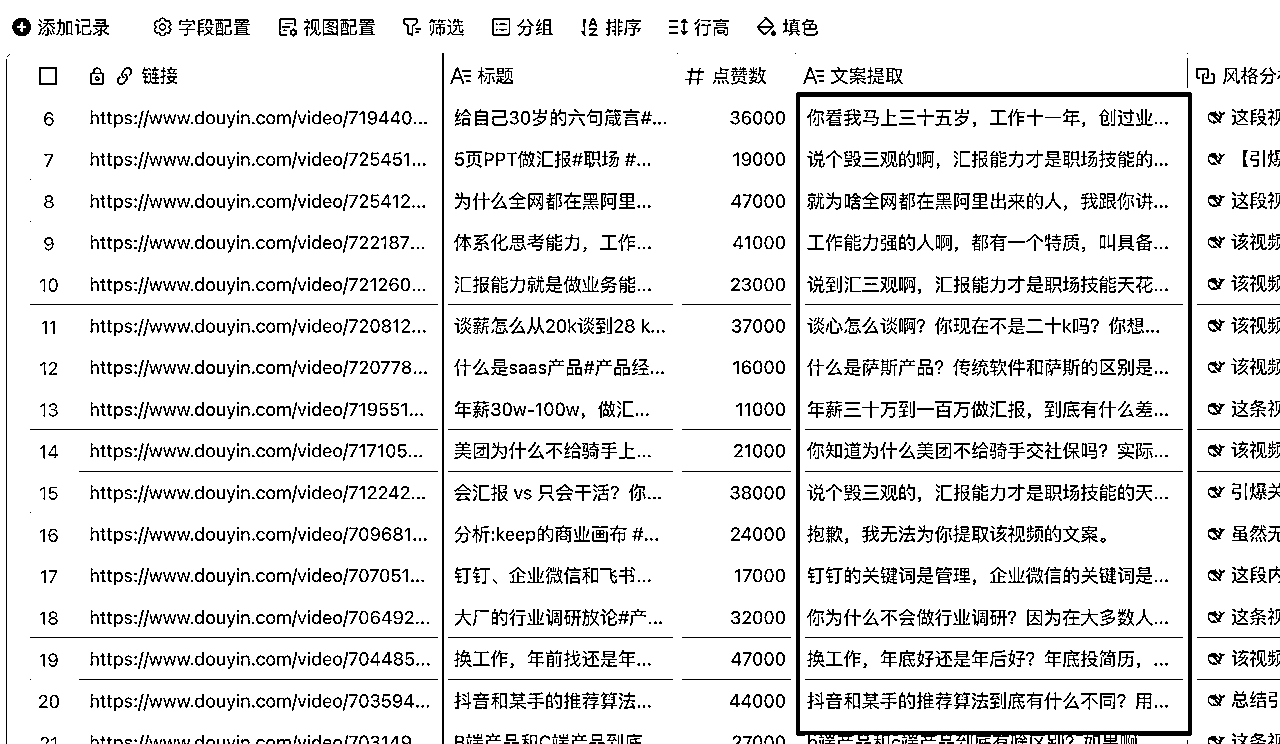 添加记录 字段配置 视图配置 筛选 分组 排序 行高 填色
链接 标题 点赞数 文案提取 风格分
6 https://www.douyin.com/video/719440... 给自己30岁的六句箴言#... 36000 你看我马上三十五岁，工作十一年，创过业... 这段视
7 https://www.douyin.com/video/725451... 5页PPT做汇报#职场 #... 19000 说个毁三观的啊，汇报能力才是职场技能的... 【引爆
8 https://www.douyin.com/video/725412... 为什么全网都在黑阿里... 47000 就为啥全网都在黑阿里出来的人，我跟你讲... 这段视
9 https://www.douyin.com/video/722187... 体系化思考能力，工作... 41000 工作能力强的人啊，都有一个特质，叫具备... 该视频
10 https://www.douyin.com/video/721260... 汇报能力就是做业务能... 23000 说到汇三观啊，汇报能力才是职场技能天花... 该视频
11 https://www.douyin.com/video/720812... 谈薪怎么从20k谈到28 k... 37000 谈心怎么谈啊？你现在不是二十k吗？你想... 该视频
12 https://www.douyin.com/video/720778... 什么是saas产品#产品经... 16000 什么是萨斯产品？传统软件和萨斯的区别是... 该视频
13 https://www.douyin.com/video/719551... 年薪30w-100w，做汇... 11000 年薪三十万到一百万做汇报，到底有什么差... 这条视
14 https://www.douyin.com/video/717105... 美团为什么不给骑手上... 21000 你知道为什么美团不给骑手交社保吗？实际... 该视频
15 https://www.douyin.com/video/712242... 会汇报 vs 只会干活？你... 38000 说个毁三观的，汇报能力才是职场技能的天... 引爆关
16 https://www.douyin.com/video/709681... 分析:keep的商业画布 #... 24000 抱歉，我无法为你提取该视频的文案。 虽然无
17 https://www.douyin.com/video/707051... 钉钉、企业微信和飞书... 17000 钉钉的关键词是管理，企业微信的关键词是... 这段内
18 https://www.douyin.com/video/706492... 大厂的行业调研放论#产... 32000 你为什么不会做行业调研？因为在大多数人... 这条视
19 https://www.douyin.com/video/704485... 换工作，年前找还是年... 47000 换工作，年底好还是年后好？年底投简历，... 该视频
20 https://www.douyin.com/video/703594... 抖音和某手的推荐算法... 44000 抖音和某手的推荐算法到底有什么不同？用... 总结引
21 https://www.douyin.com/video/703149... B端产品和C端产品到底... 27000 b端产品和c端产品到底有啥区别？如果啊... 这条视